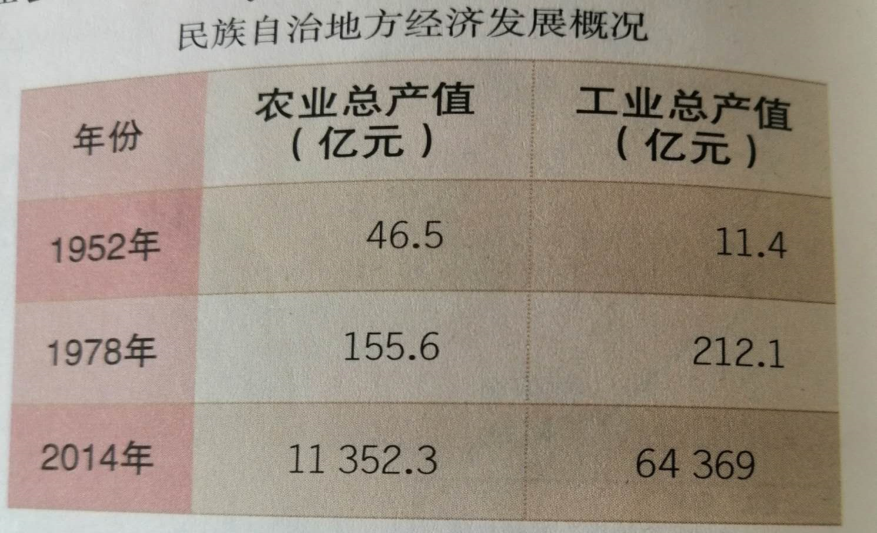 民族自治地方经济发展概况
年份 农业总产值 工业总产值
(亿元) (亿元)
1952年 46.5 11.4
1978年 155.6 212.1
2014年 11 352.3 64 369